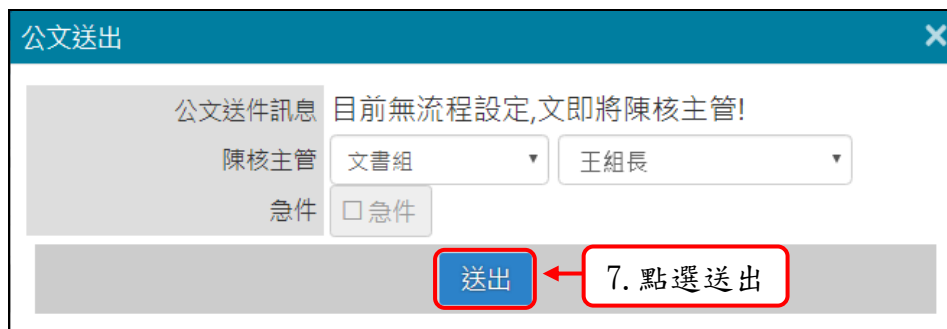 公文送出
公文送件訊息 目前無流程設定,文即將陳核主管!
陳核主管 文書組 王組長
急件 急件
送出 7.點選送出